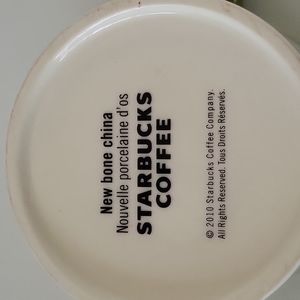 New bone china
Nouvelle porcelaine d'os
STARBUCKS
COFFEE
© 2010 Starbucks Coffee Company.
All Rights Reserved. Tous Droits Réservés.